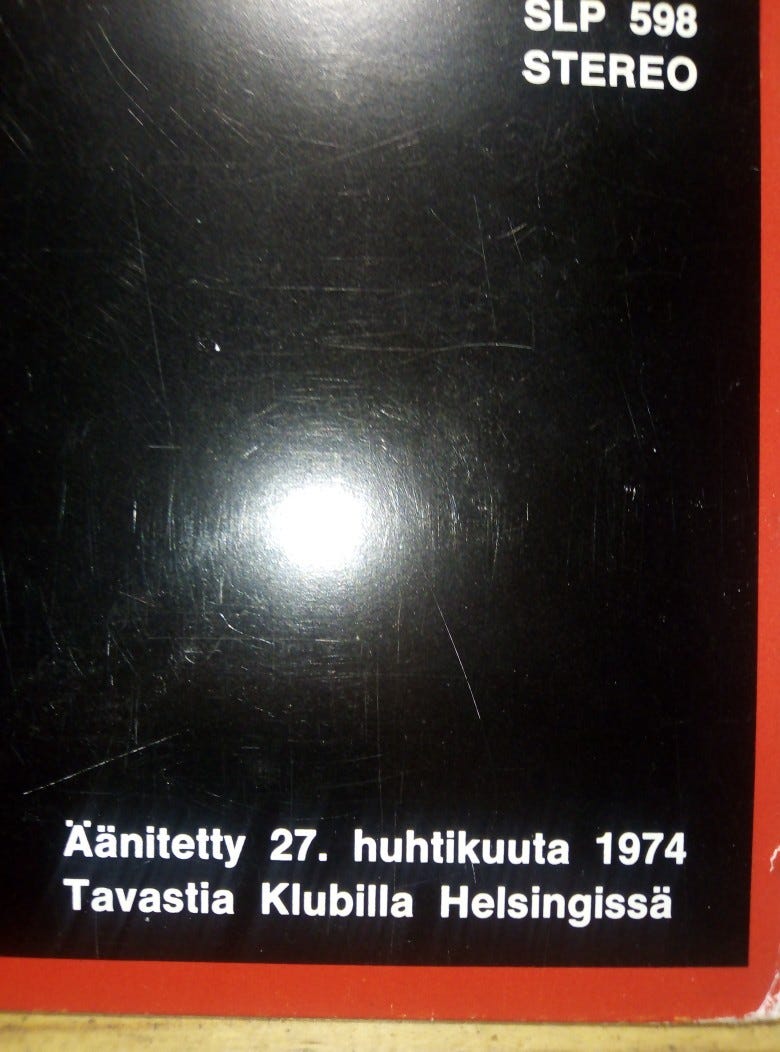 SLP 598
STEREO
Äänitetty 27. huhtikuuta 1974
Tavastia Klubilla Helsingissä